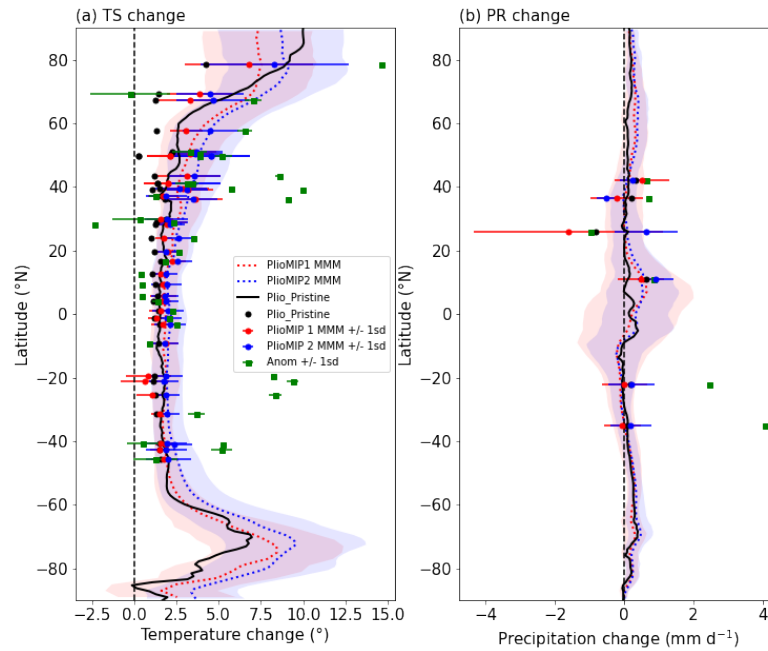 (a) TS change
(b) PR change
Latitude (°N)
80
60
40
20
0
−20
−40
−60
−80
−2.5 0.0 2.5 5.0 7.5 10.0 12.5 15.0
Temperature change (°)
PlioMIP1 MMM
PlioMIP2 MMM
Plio_Pristine
Plio_Pristine
PlioMIP 1 MMM +/- 1sd
PlioMIP 2 MMM +/- 1sd
Anom +/- 1sd
Latitude (°N)
80
60
40
20
0
−20
−40
−60
−80
−4 −2 0 2 4
Precipitation change (mm d⁻¹)